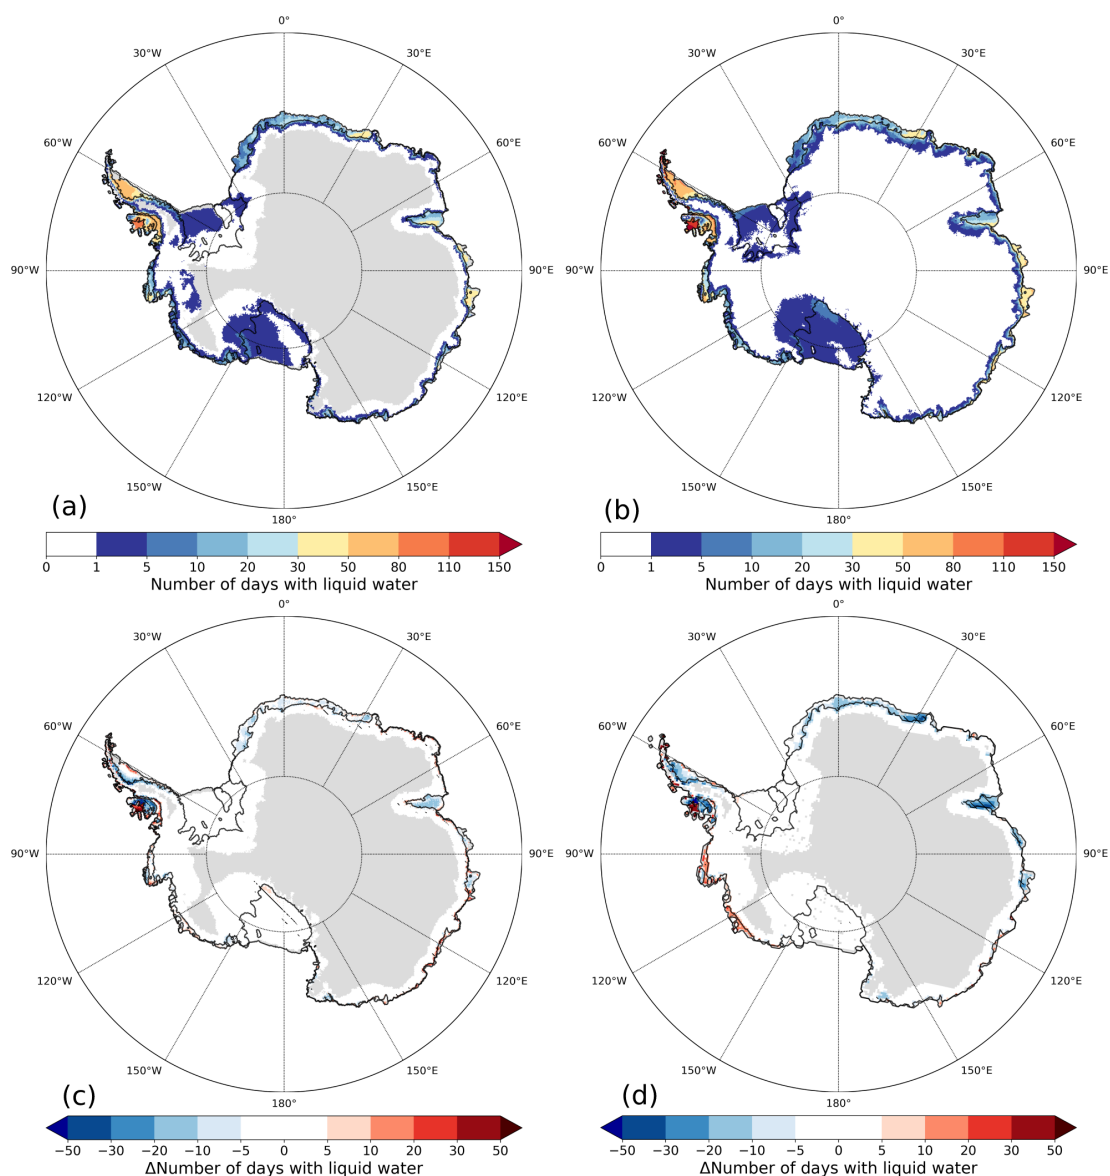 0° 0°
30°W 30°E 30°W 30°E
60°W 60°E 60°W 60°E
90°W 90°E 90°W 90°E
120°W 120°E 120°W 120°E
150°W 150°E 150°W 150°E
180° 180°
(a) (b)
0 1 5 10 20 30 50 80 110 150 0 1 5 10 20 30 50 80 110 150
Number of days with liquid water Number of days with liquid water
0° 0°
30°W 30°E 30°W 30°E
60°W 60°E 60°W 60°E
90°W 90°E 90°W 90°E
120°W 120°E 120°W 120°E
150°W 150°E 150°W 150°E
180° 180°
(c) (d)
−50 −30 −20 −10 −5 0 5 10 20 30 50 −50 −30 −20 −10 −5 0 5 10 20 30 50
ΔNumber of days with liquid water ΔNumber of days with liquid water